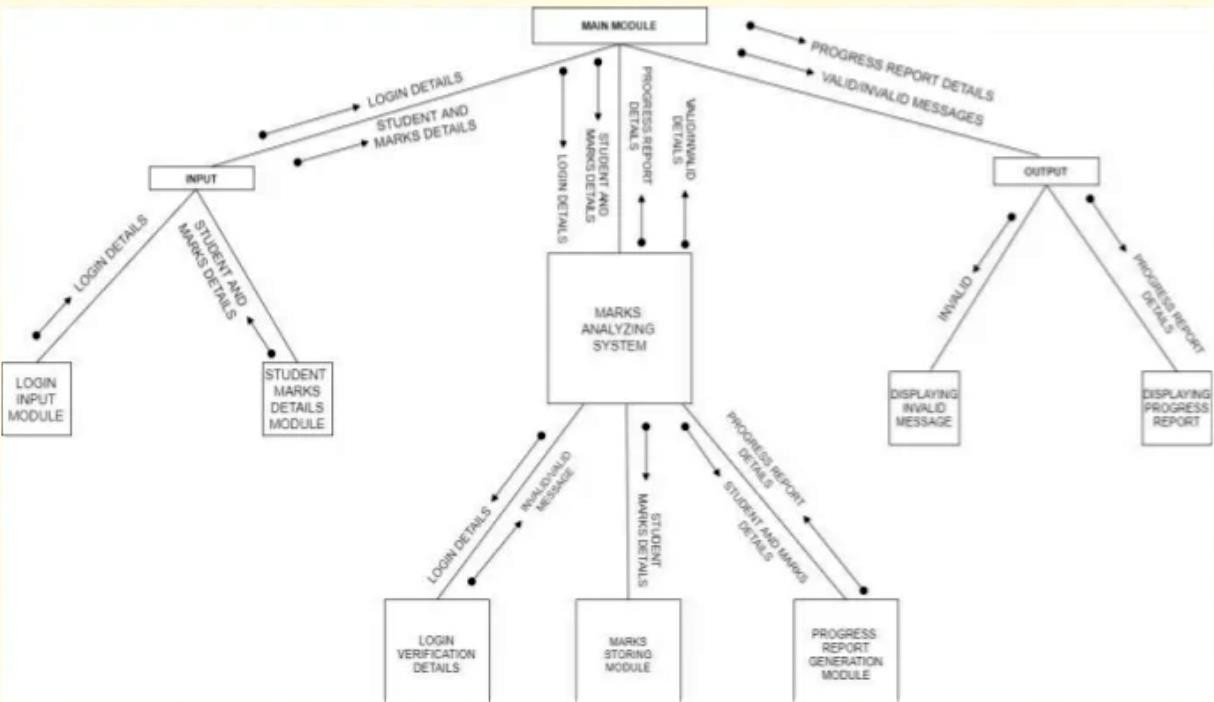 MAIN MODULE
PROGRESS REPORT DETAILS
VALID/INVALID MESSAGES
LOGIN DETAILS
STUDENT AND
MARKS DETAILS
LOGIN DETAILS
STUDENT AND
MARKS DETAILS
PROGRESS REPORT
DETAILS
VALID/INVALID
DETAILS
INPUT
OUTPUT
LOGIN DETAILS
STUDENT AND
MARKS DETAILS
INVALID
PROGRESS REPORT
DETAILS
MARKS
ANALYZING
SYSTEM
LOGIN
INPUT
MODULE
STUDENT
MARKS
DETAILS
MODULE
DISPLAYING
INVALID
MESSAGE
DISPLAYING
PROGRESS
REPORT
LOGIN DETAILS
INVALID/VALID
MESSAGE
STUDENT
MARKS DETAILS
PROGRESS REPORT
DETAILS
STUDENT AND MARKS
DETAILS
LOGIN
VERIFICATION
DETAILS
MARKS
STORING
MODULE
PROGRESS
REPORT
GENERATION
MODULE